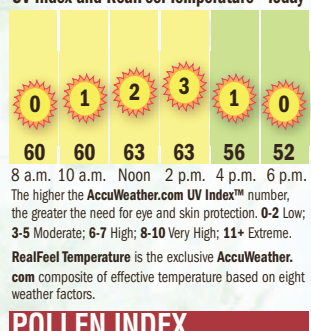 UV Index and RealFeel Temperature® Today
0 1 2 3 1 0
60 60 63 63 56 52
8 a.m. 10 a.m. Noon 2 p.m. 4 p.m. 6 p.m.
The higher the AccuWeather.com UV Index™ number,
the greater the need for eye and skin protection. 0-2 Low;
3-5 Moderate; 6-7 High; 8-10 Very High; 11+ Extreme.
RealFeel Temperature is the exclusive AccuWeather.
com composite of effective temperature based on eight
weather factors.
POLLEN INDEX